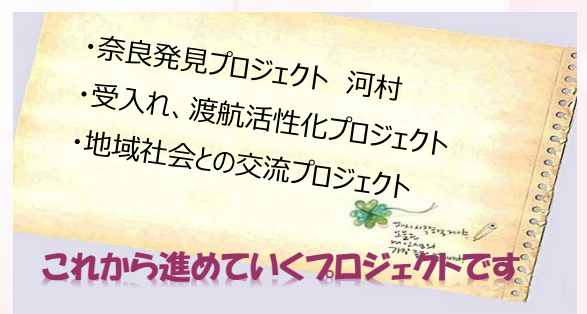 ・奈良発見プロジェクト　河村
・受入れ、渡航活性化プロジェクト
・地域社会との交流プロジェクト
これから進めていくプロジェクトです